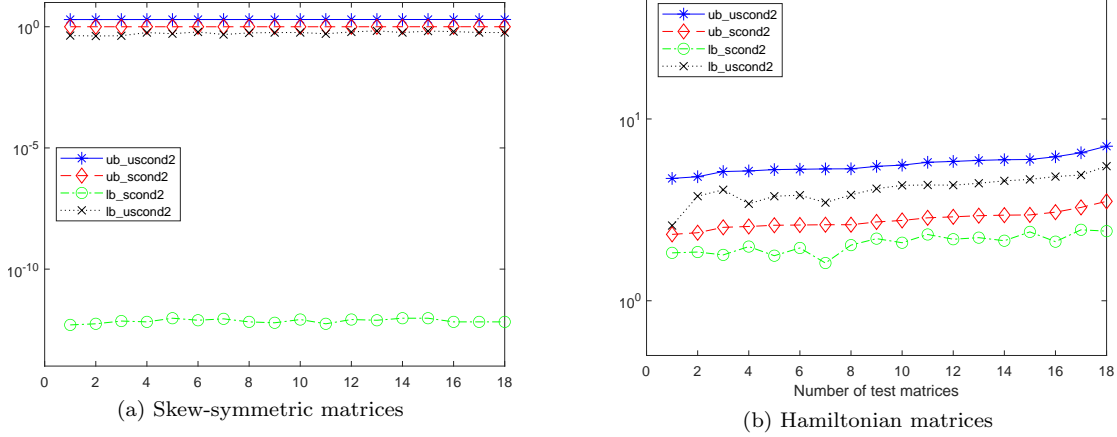 10^0
10^-5
10^-10
ub_uscond2
ub_scond2
lb_scond2
lb_uscond2
0 2 4 6 8 10 12 14 16 18
(a) Skew-symmetric matrices
ub_uscond2
ub_scond2
lb_scond2
lb_uscond2
10^1
10^0
0 2 4 6 8 10 12 14 16 18
Number of test matrices
(b) Hamiltonian matrices